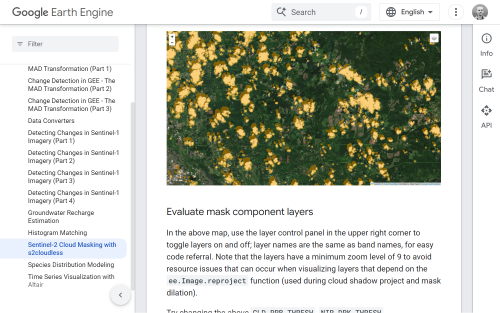 Google Earth Engine
Search
/
English
Filter
MAD Transformation (Part 1)
Change Detection in GEE - The
MAD Transformation (Part 2)
Change Detection in GEE - The
MAD Transformation (Part 3)
Data Converters
Detecting Changes in Sentinel-1
Imagery (Part 1)
Detecting Changes in Sentinel-1
Imagery (Part 2)
Detecting Changes in Sentinel-1
Imagery (Part 3)
Detecting Changes in Sentinel-1
Imagery (Part 4)
Groundwater Recharge
Estimation
Histogram Matching
Sentinel-2 Cloud Masking with
s2cloudless
Species Distribution Modeling
Time Series Visualization with
Altair
Evaluate mask component layers
In the above map, use the layer control panel in the upper right corner to
toggle layers on and off; layer names are the same as band names, for easy
code referral. Note that the layers have a minimum zoom level of 9 to avoid
resource issues that can occur when visualizing layers that depend on the
ee.Image.reproject function (used during cloud shadow project and mask
dilation).
Try changing the above CLD_PRB_THRESH, NIR_DRK_THRESH,
Info
Chat
API